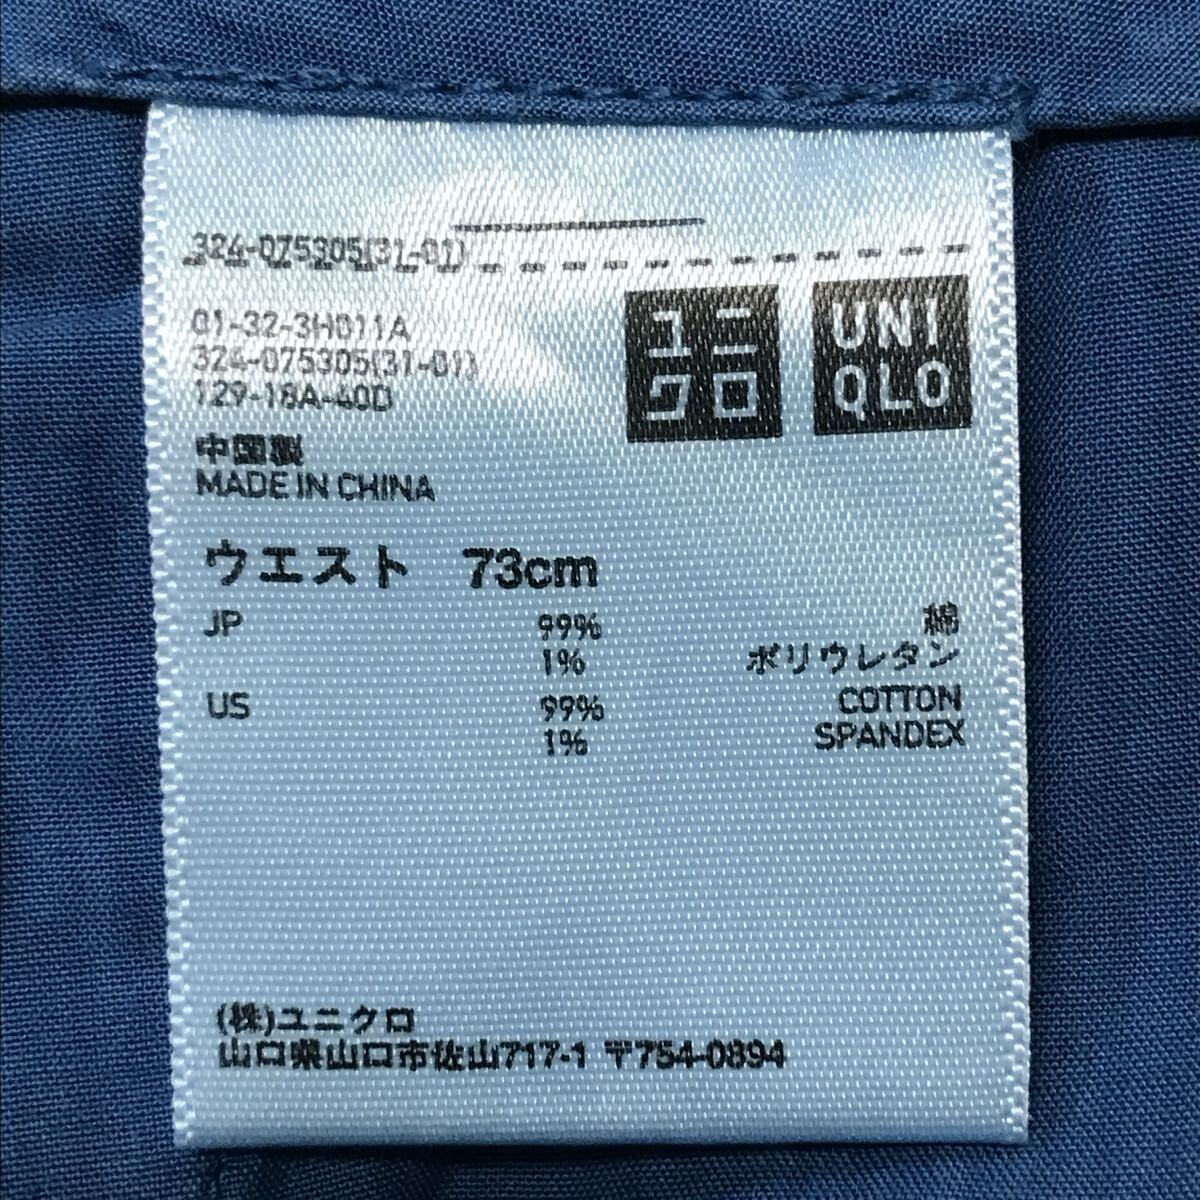 324-075305(31-01)
01-32-3H011A
324-075305(31-01)
129-18A-40D
ユニ
クロ
UNI
QLO
中国製
MADE IN CHINA
ウエスト 73cm
JP 99% 綿
1% ポリウレタン
US 99% COTTON
1% SPANDEX
(株)ユニクロ
山口県山口市佐山717-1 〒754-0894